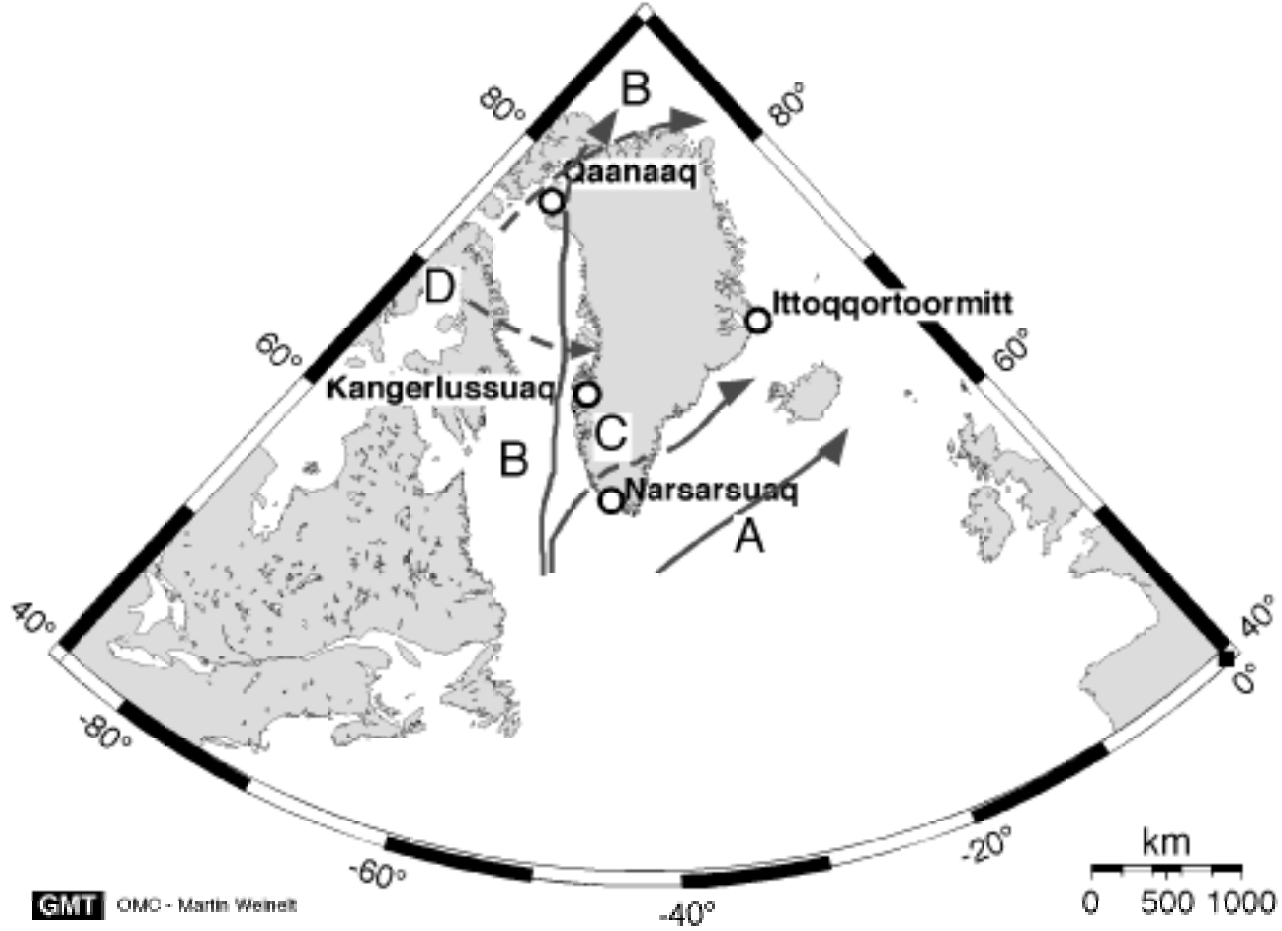 B
80°
80°
Qaanaaq
D
Ittoqqortoormitt
60°
60°
Kangerlussuaq
C
B
Narsarsuaq
A
40°
40°
0°
-80°
-60°
-20°
-40°
km
0 500 1000
GMT OMC - Martin Weinelt